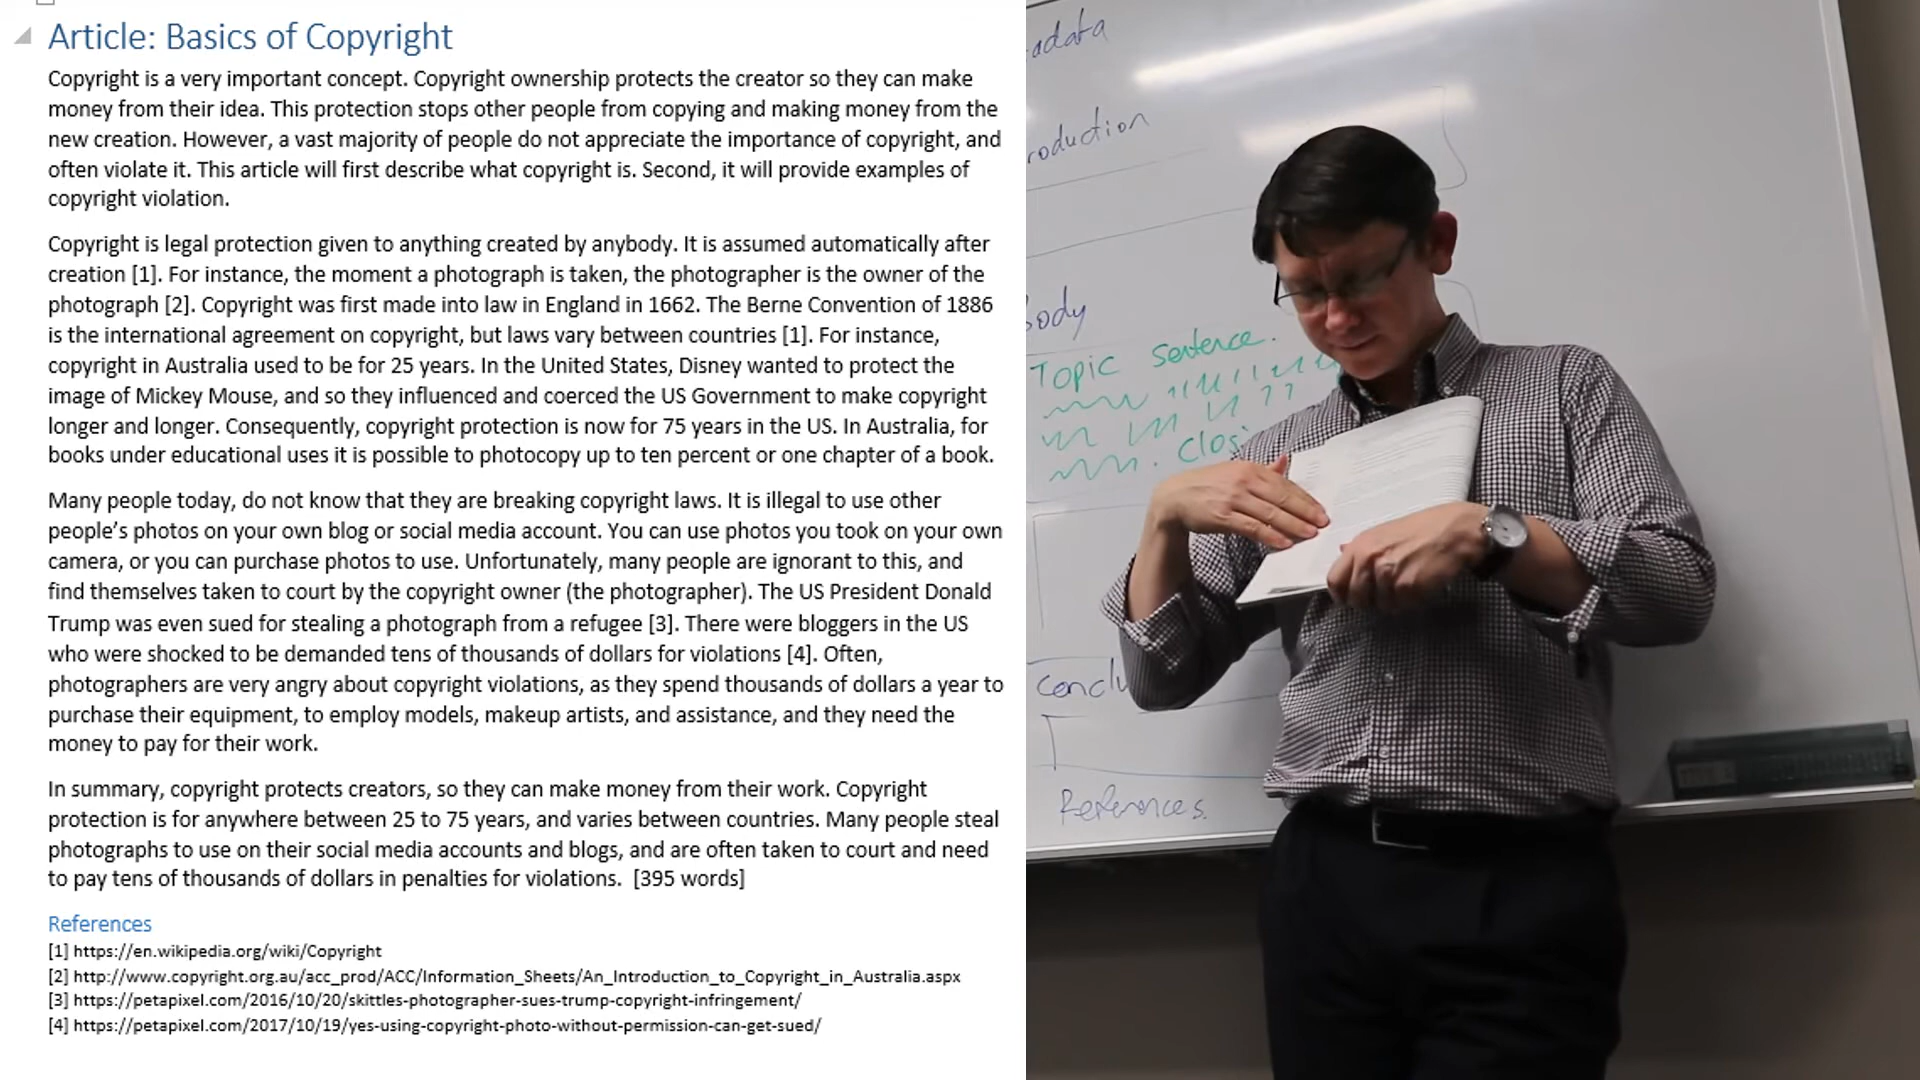 Article: Basics of Copyright
Copyright is a very important concept. Copyright ownership protects the creator so they can make
money from their idea. This protection stops other people from copying and making money from the
new creation. However, a vast majority of people do not appreciate the importance of copyright, and
often violate it. This article will first describe what copyright is. Second, it will provide examples of
copyright violation.
Copyright is legal protection given to anything created by anybody. It is assumed automatically after
creation [1]. For instance, the moment a photograph is taken, the photographer is the owner of the
photograph [2]. Copyright was first made into law in England in 1662. The Berne Convention of 1886
is the international agreement on copyright, but laws vary between countries [1]. For instance,
copyright in Australia used to be for 25 years. In the United States, Disney wanted to protect the
image of Mickey Mouse, and so they influenced and coerced the US Government to make copyright
longer and longer. Consequently, copyright protection is now for 75 years in the US. In Australia, for
books under educational uses it is possible to photocopy up to ten percent or one chapter of a book.
Many people today, do not know that they are breaking copyright laws. It is illegal to use other
people’s photos on your own blog or social media account. You can use photos you took on your own
camera, or you can purchase photos to use. Unfortunately, many people are ignorant to this, and
find themselves taken to court by the copyright owner (the photographer). The US President Donald
Trump was even sued for stealing a photograph from a refugee [3]. There were bloggers in the US
who were shocked to be demanded tens of thousands of dollars for violations [4]. Often,
photographers are very angry about copyright violations, as they spend thousands of dollars a year to
purchase their equipment, to employ models, makeup artists, and assistance, and they need the
money to pay for their work.
In summary, copyright protects creators, so they can make money from their work. Copyright
protection is for anywhere between 25 to 75 years, and varies between countries. Many people steal
photographs to use on their social media accounts and blogs, and are often taken to court and need
to pay tens of thousands of dollars in penalties for violations. [395 words]
References
[1] https://en.wikipedia.org/wiki/Copyright
[2] http://www.copyright.org.au/acc_prod/ACC/Information_Sheets/An_Introduction_to_Copyright_in_Australia.aspx
[3] https://petapixel.com/2016/10/20/skittles-photographer-sues-trump-copyright-infringement/
[4] https://petapixel.com/2017/10/19/yes-using-copyright-photo-without-permission-can-get-sued/
adata
roduction
ody
Topic sentence.
Clos
Conclu
References.